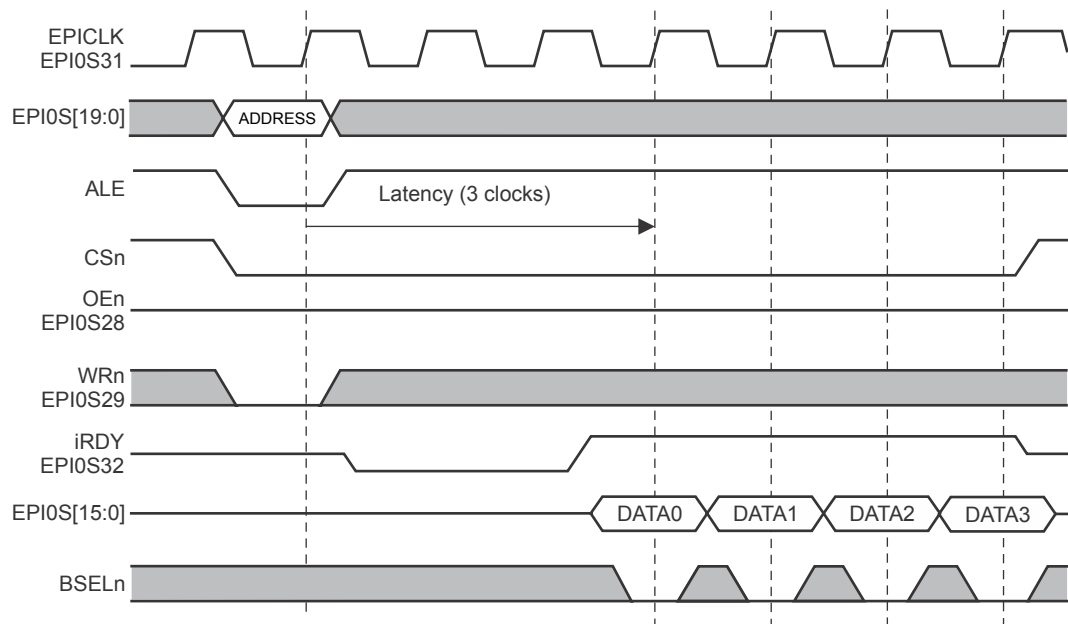 EPICLK
EPI0S31
EPI0S[19:0]
ADDRESS
ALE
Latency (3 clocks)
CSn
OEn
EPI0S28
WRn
EPI0S29
iRDY
EPI0S32
EPI0S[15:0]
DATA0
DATA1
DATA2
DATA3
BSELn